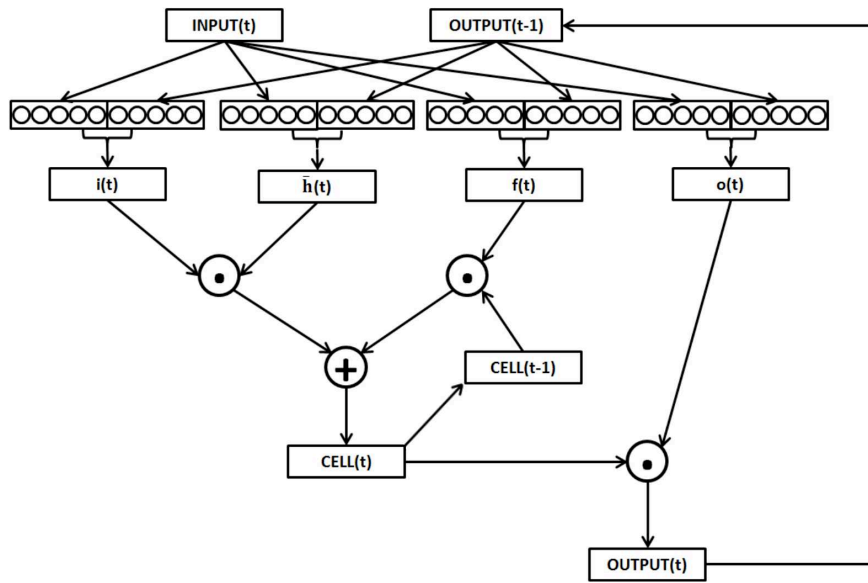 INPUT(t)
OUTPUT(t-1)
i(t)
h̄(t)
f(t)
o(t)
.
.
+
CELL(t-1)
CELL(t)
.
OUTPUT(t)